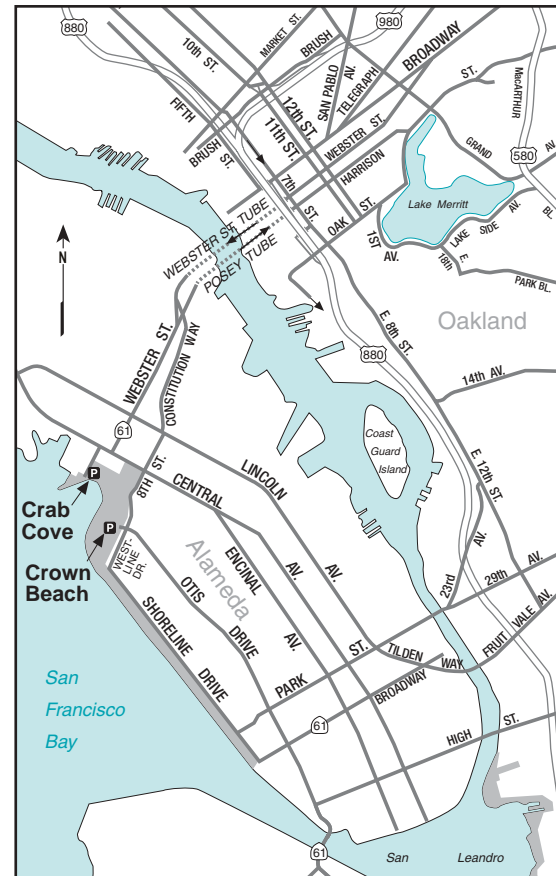 880
980
10th ST.
MARKET ST.
BRUSH
SAN PABLO
AV.
TELEGRAPH
BROADWAY
ST.
MacARTHUR
BL.
580
FIFTH
BRUSH
ST.
12th ST.
11th ST.
7th
ST.
WEBSTER ST.
HARRISON
ST.
OAK
GRAND
AV.
Lake Merritt
1ST
AV.
LAKE
SIDE
AV.
18th
E.
PARK BL.
WEBSTER ST. TUBE
POSEY TUBE
N
Oakland
E. 8th ST.
880
14th AV.
WEBSTER ST.
CONSTITUTION WAY
61
Coast
Guard
Island
E. 12th ST.
P
Crab
Cove
8TH ST.
CENTRAL
AV.
LINCOLN
AV.
P
Crown
Beach
WEST-
LINE
DR.
OTIS
DRIVE
ENCINAL
AV.
Alameda
23rd
AV.
29th
AV.
FRUIT VALE AV.
SHORELINE
DRIVE
PARK
ST.
TILDEN
WAY
BROADWAY
61
HIGH
ST.
San
Francisco
Bay
61
San
Leandro